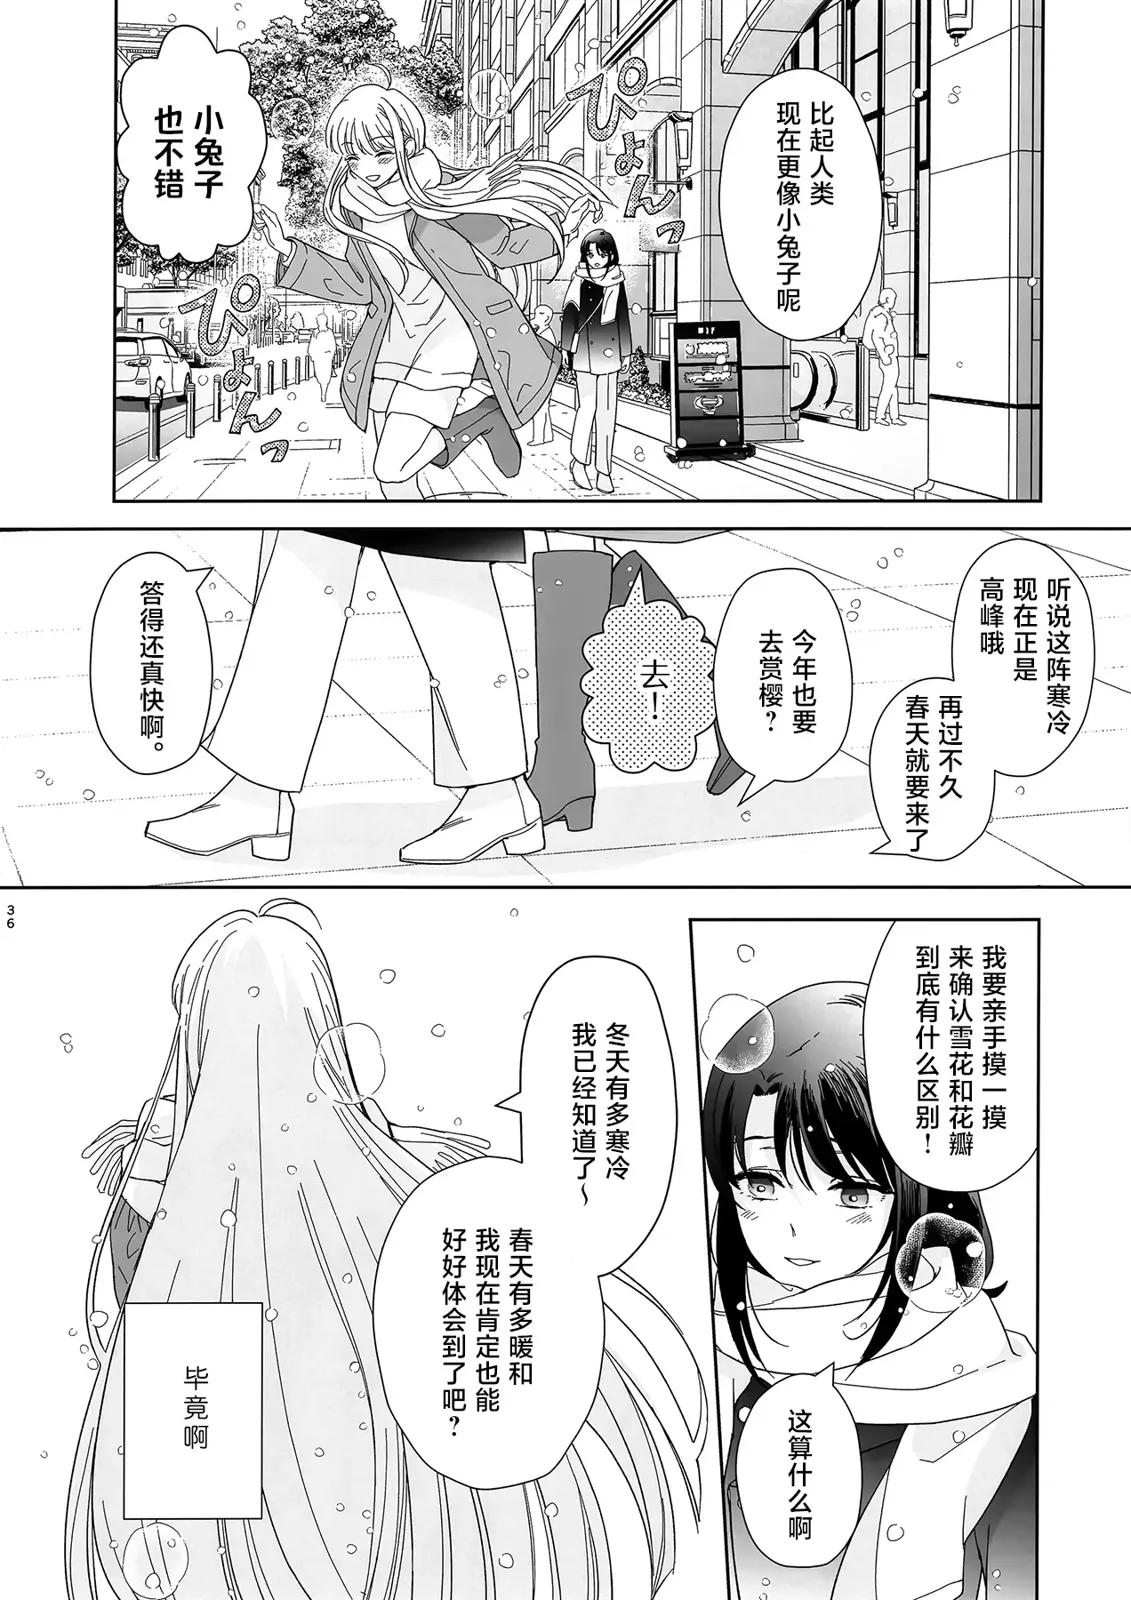 比起人类
现在更像小兔子呢
ぴょんっ
小兔子
也不错
ぴょんっ
听说这阵寒冷
现在正是
高峰哦
再过不久
春天就要来了
今年也要
去赏樱？
去！
答得还真快啊。
我要亲手摸一摸
来确认雪花和花瓣
到底有什么区别！
这算什么啊
冬天有多寒冷
我已经知道了～
春天有多暖和
我现在肯定也能
好好体会到了吧？
毕竟啊
36